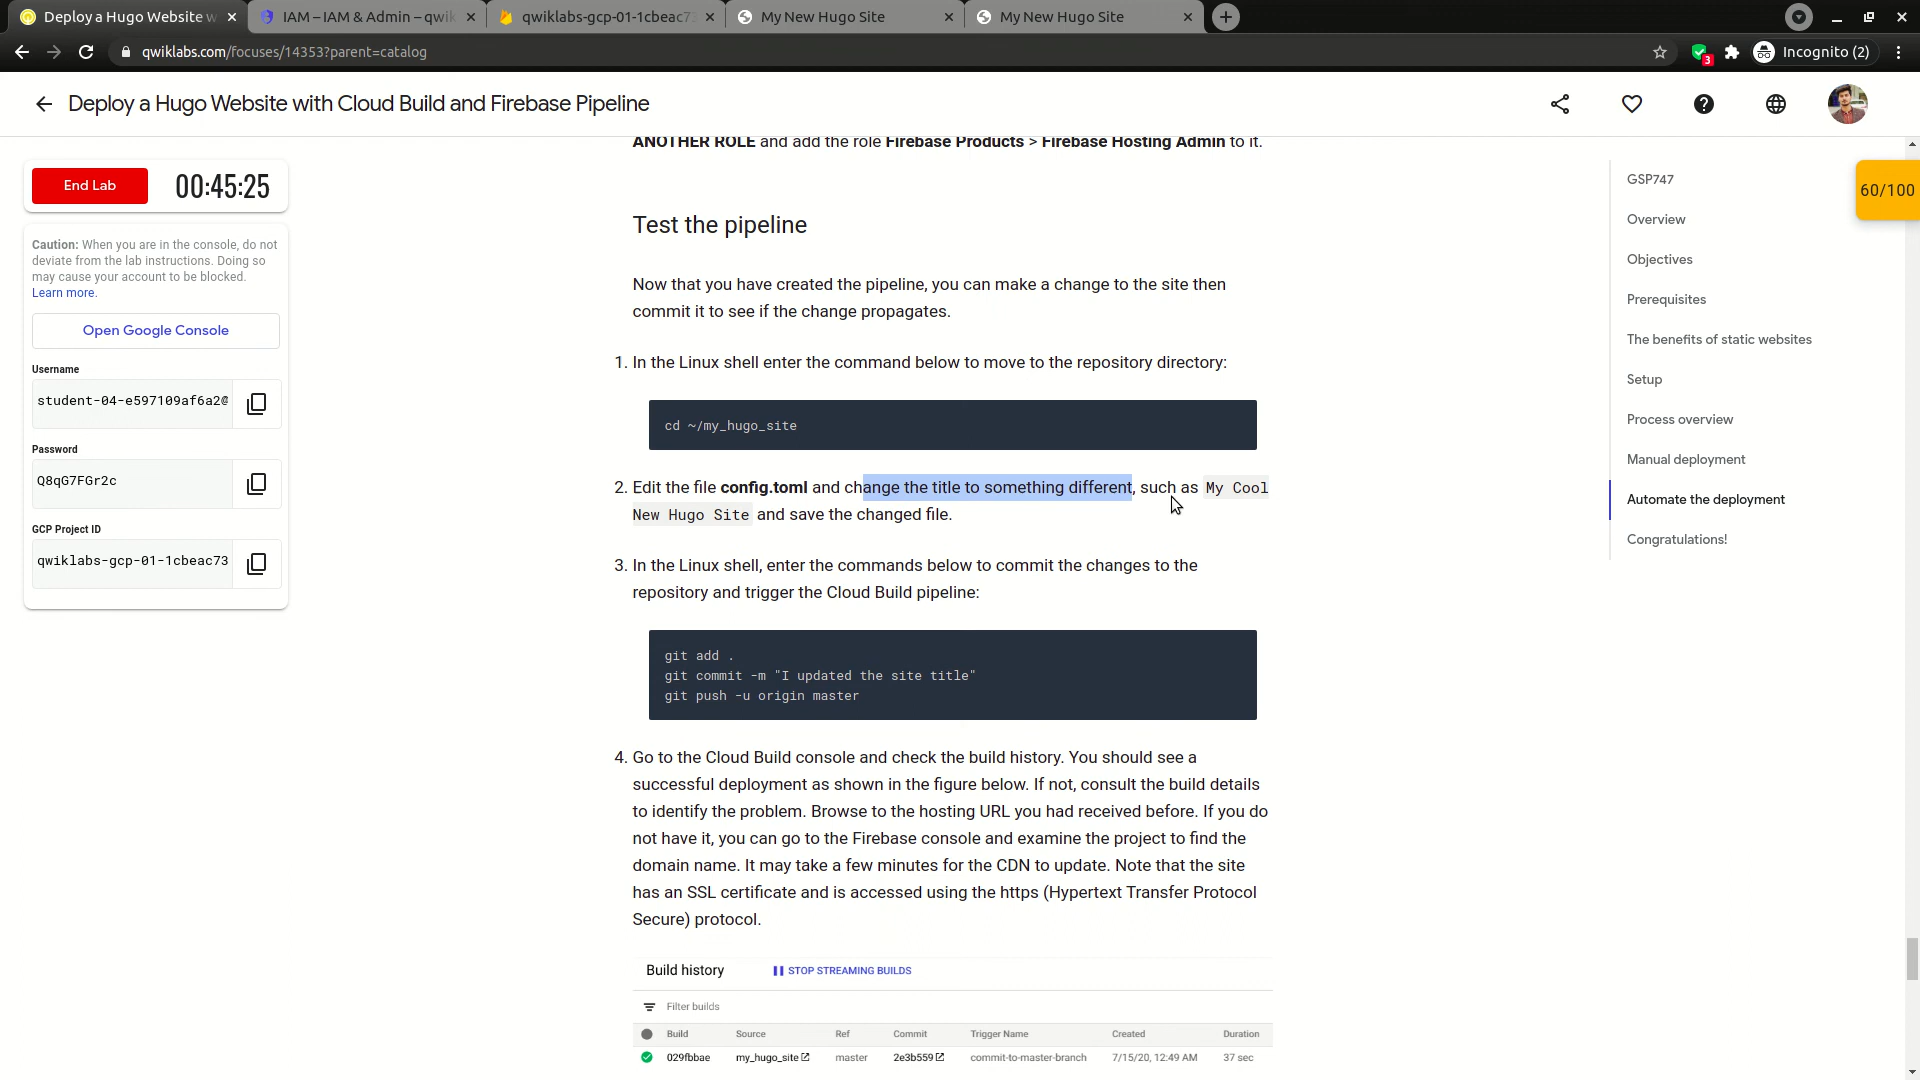 Deploy a Hugo Website w
IAM – IAM & Admin – qwik
qwiklabs-gcp-01-1cbeac73
My New Hugo Site
My New Hugo Site
qwiklabs.com/focuses/14353?parent=catalog
3
Incognito (2)
Deploy a Hugo Website with Cloud Build and Firebase Pipeline
End Lab
00:45:25
Caution: When you are in the console, do not
deviate from the lab instructions. Doing so
may cause your account to be blocked.
Learn more.
Open Google Console
Username
student-04-e597109af6a2@
Password
Q8qG7FGr2c
GCP Project ID
qwiklabs-gcp-01-1cbeac73
ANOTHER ROLE and add the role Firebase Products > Firebase Hosting Admin to it.
Test the pipeline
Now that you have created the pipeline, you can make a change to the site then
commit it to see if the change propagates.
1. In the Linux shell enter the command below to move to the repository directory:
cd ~/my_hugo_site
2. Edit the file config.toml and change the title to something different, such as My Cool
New Hugo Site and save the changed file.
3. In the Linux shell, enter the commands below to commit the changes to the
repository and trigger the Cloud Build pipeline:
git add .
git commit -m "I updated the site title"
git push -u origin master
4. Go to the Cloud Build console and check the build history. You should see a
successful deployment as shown in the figure below. If not, consult the build details
to identify the problem. Browse to the hosting URL you had received before. If you do
not have it, you can go to the Firebase console and examine the project to find the
domain name. It may take a few minutes for the CDN to update. Note that the site
has an SSL certificate and is accessed using the https (Hypertext Transfer Protocol
Secure) protocol.
Build history
STOP STREAMING BUILDS
Filter builds
Build Source Ref Commit Trigger Name Created Duration
029fbbae my_hugo_site master 2e3b559 commit-to-master-branch 7/15/20, 12:49 AM 37 sec
GSP747
Overview
Objectives
Prerequisites
The benefits of static websites
Setup
Process overview
Manual deployment
Automate the deployment
Congratulations!
60/100